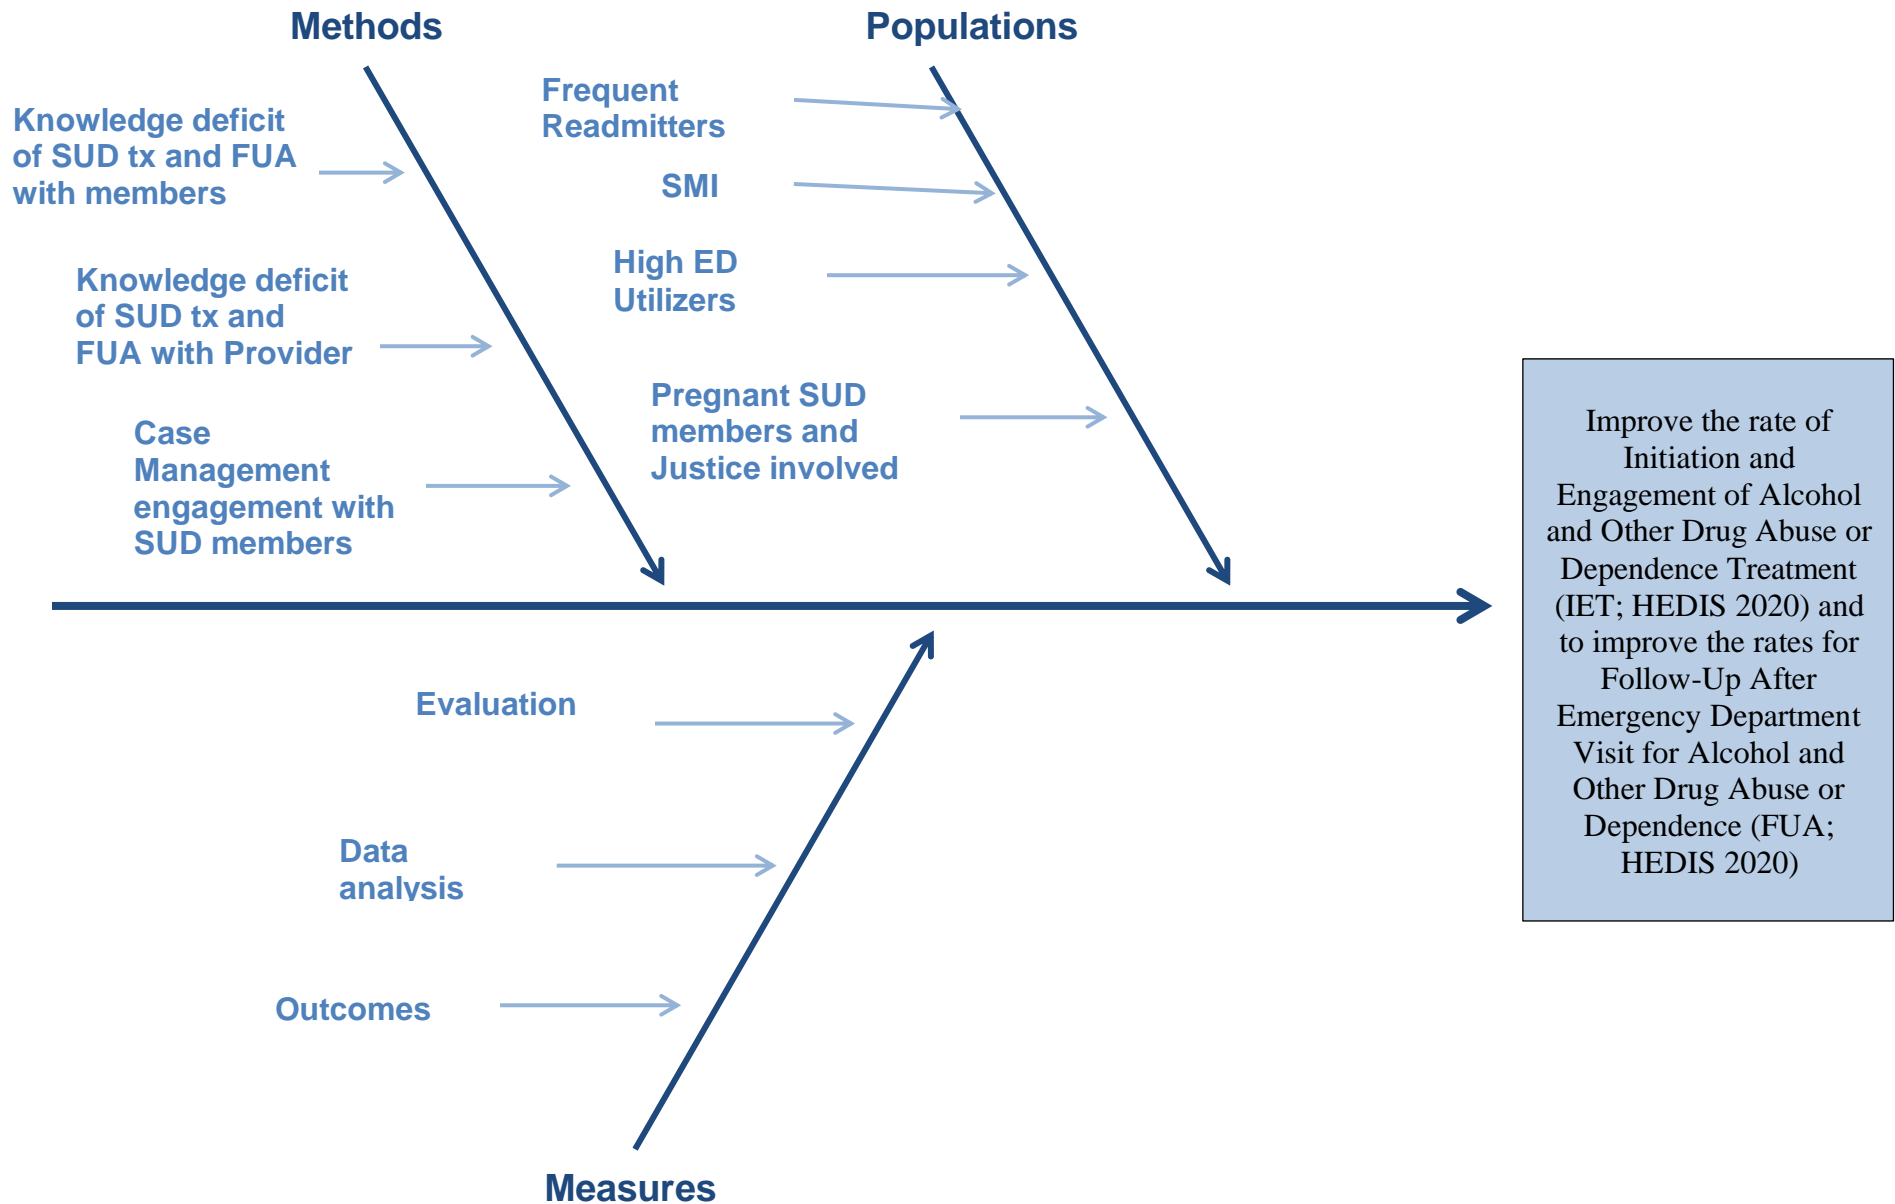 Methods
Knowledge deficit
of SUD tx and FUA
with members
Knowledge deficit
of SUD tx and
FUA with Provider
Case
Management
engagement with
SUD members
Populations
Frequent
Readmitters
SMI
High ED
Utilizers
Pregnant SUD
members and
Justice involved
Evaluation
Data
analysis
Outcomes
Measures
Improve the rate of
Initiation and
Engagement of Alcohol
and Other Drug Abuse or
Dependence Treatment
(IET; HEDIS 2020) and
to improve the rates for
Follow-Up After
Emergency Department
Visit for Alcohol and
Other Drug Abuse or
Dependence (FUA;
HEDIS 2020)